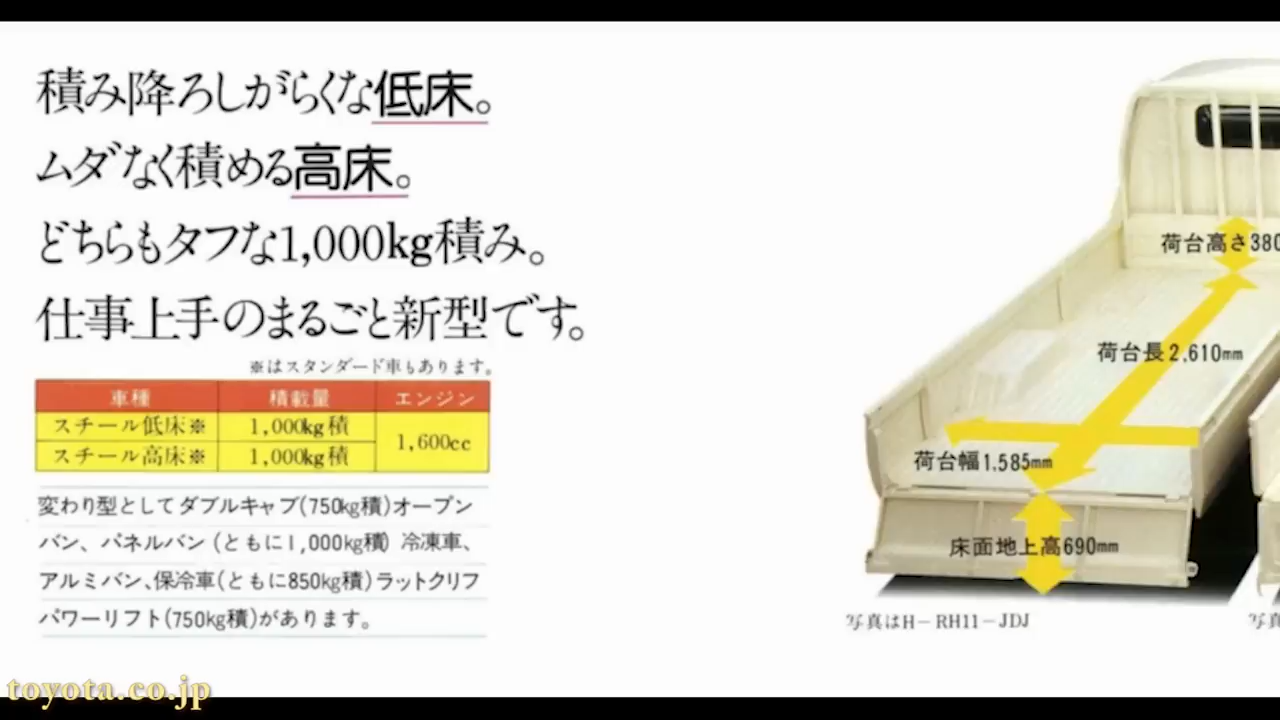 積み降ろしがらくな低床。
ムダなく積める高床。
どちらもタフな1,000kg積み。
仕事上手のまるごと新型です。
※はスタンダード車もあります。
車種 積載量 エンジン
スチール低床※ 1,000kg積 1,600cc
スチール高床※ 1,000kg積
変わり型としてダブルキャブ(750kg積)オープン
バン、パネルバン(ともに1,000kg積) 冷凍車、
アルミバン、保冷車(ともに850kg積)ラットクリフ
パワーリフト(750kg積)があります。
荷台高さ380
荷台長2,610mm
荷台幅1,585mm
床面地上高690mm
写真はH－RH11－JDJ
写真
toyota.co.jp